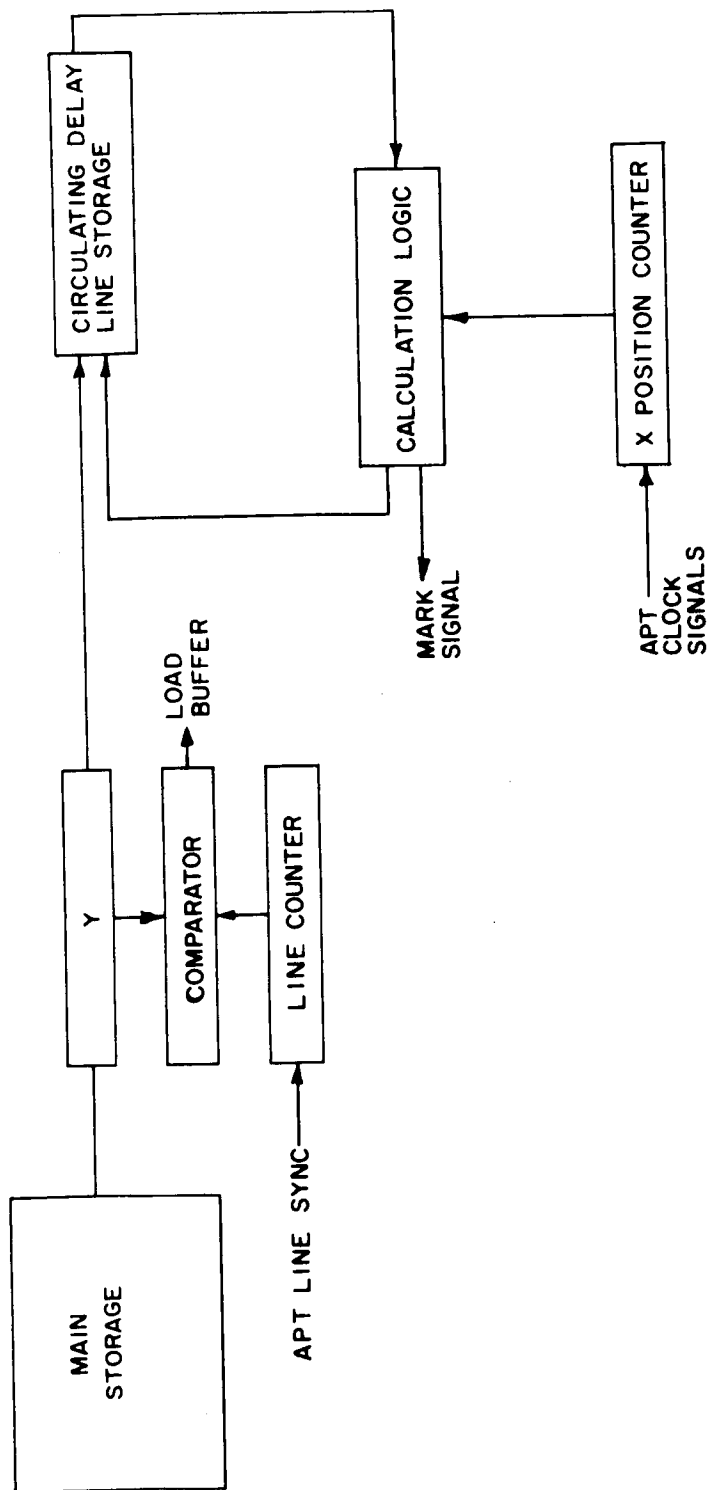 MAIN
STORAGE
Y
COMPARATOR
LOAD
BUFFER
LINE COUNTER
APT LINE SYNC
CIRCULATING DELAY
LINE STORAGE
CALCULATION LOGIC
MARK
SIGNAL
X POSITION COUNTER
APT
CLOCK
SIGNALS